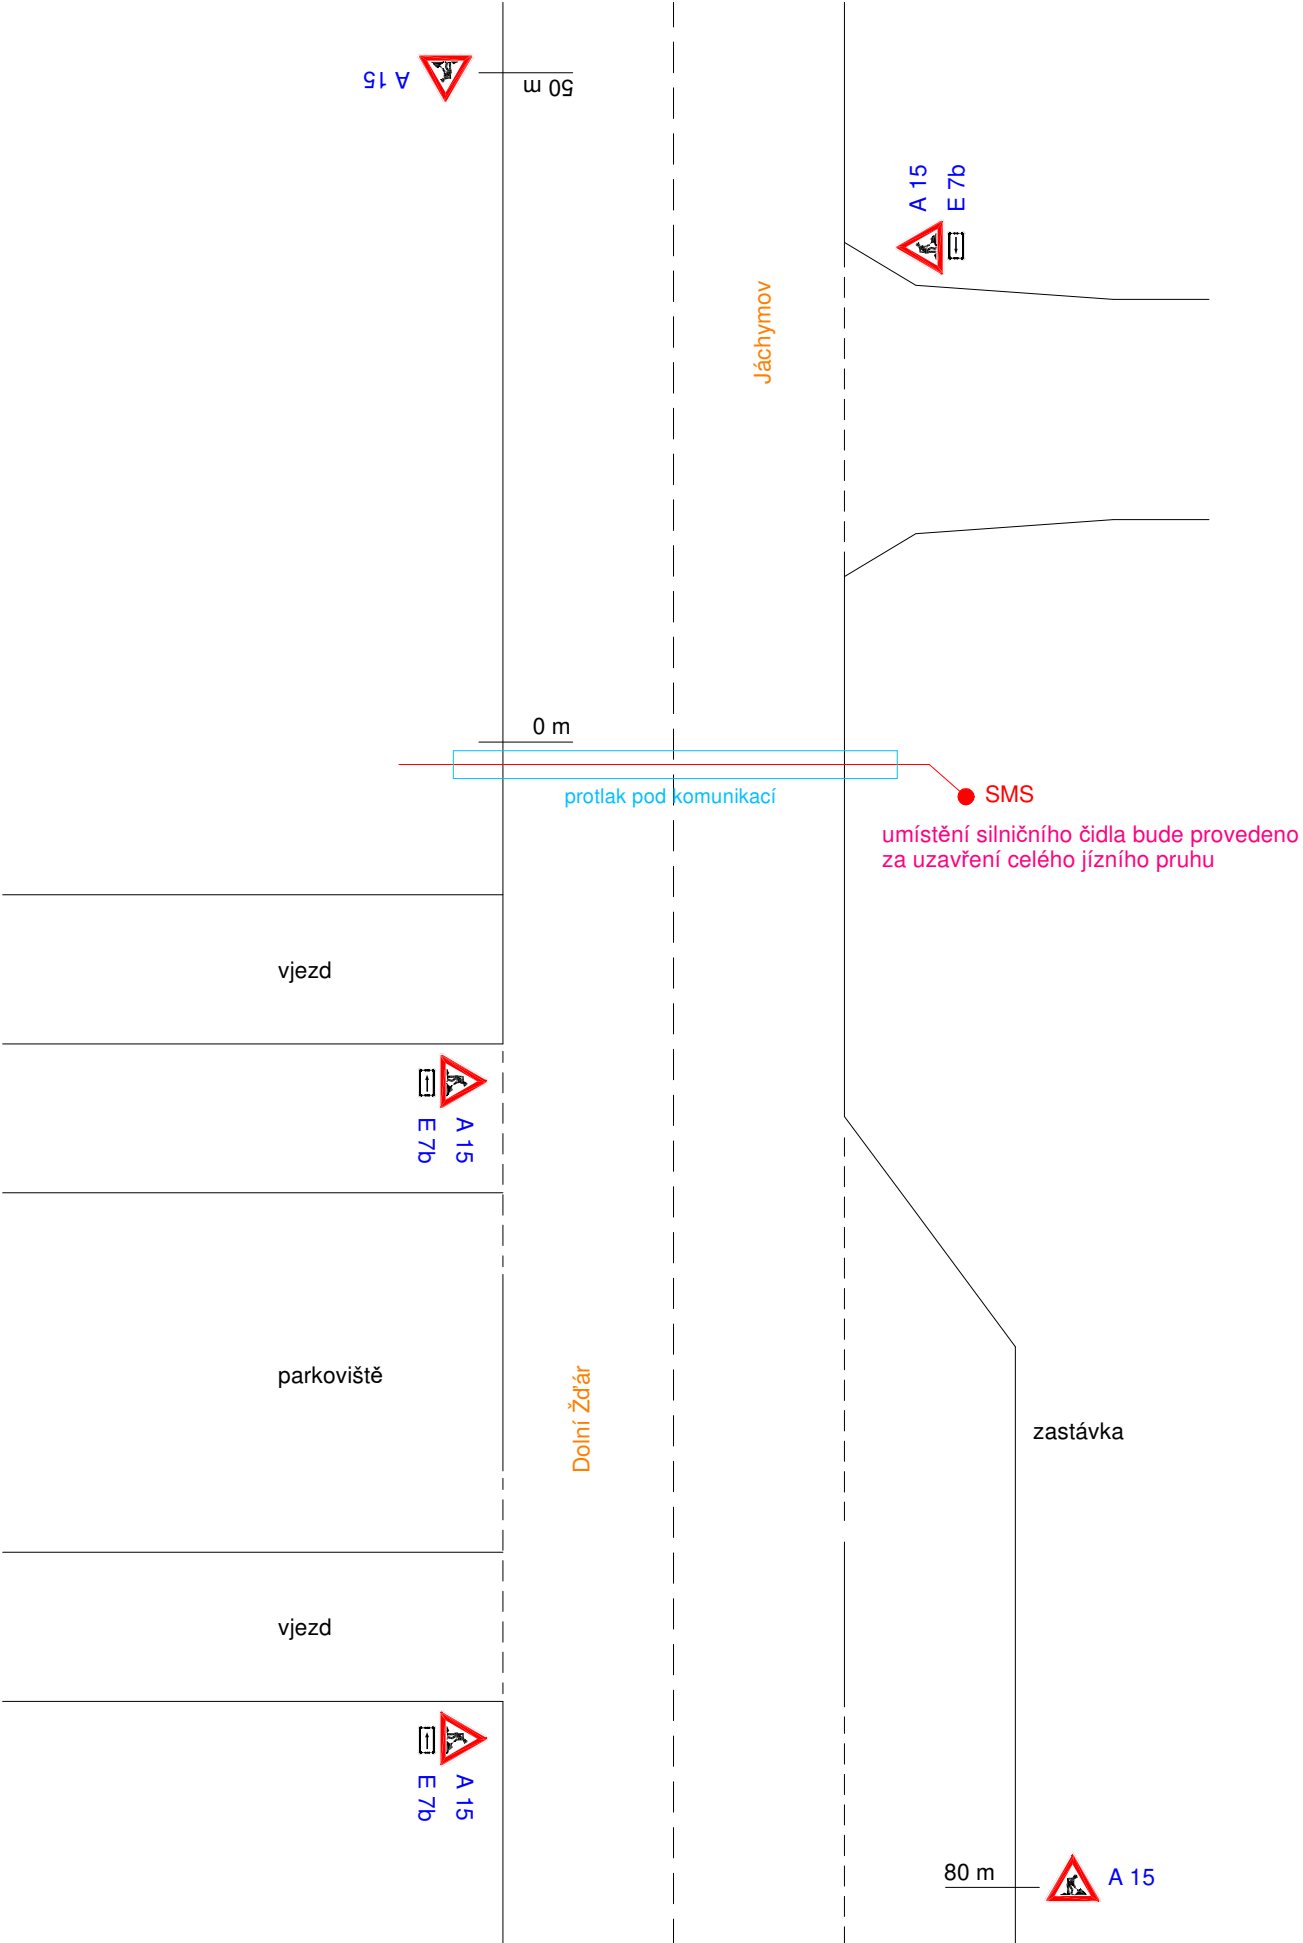 A 15
50 m
A 15
E 7b
Jáchymov
0 m
protlak pod komunikací
SMS
umístění silničního čidla bude provedeno
za uzavření celého jízního pruhu
vjezd
A 15
E 7b
parkoviště
Dolní Žďár
zastávka
vjezd
A 15
E 7b
80 m
A 15